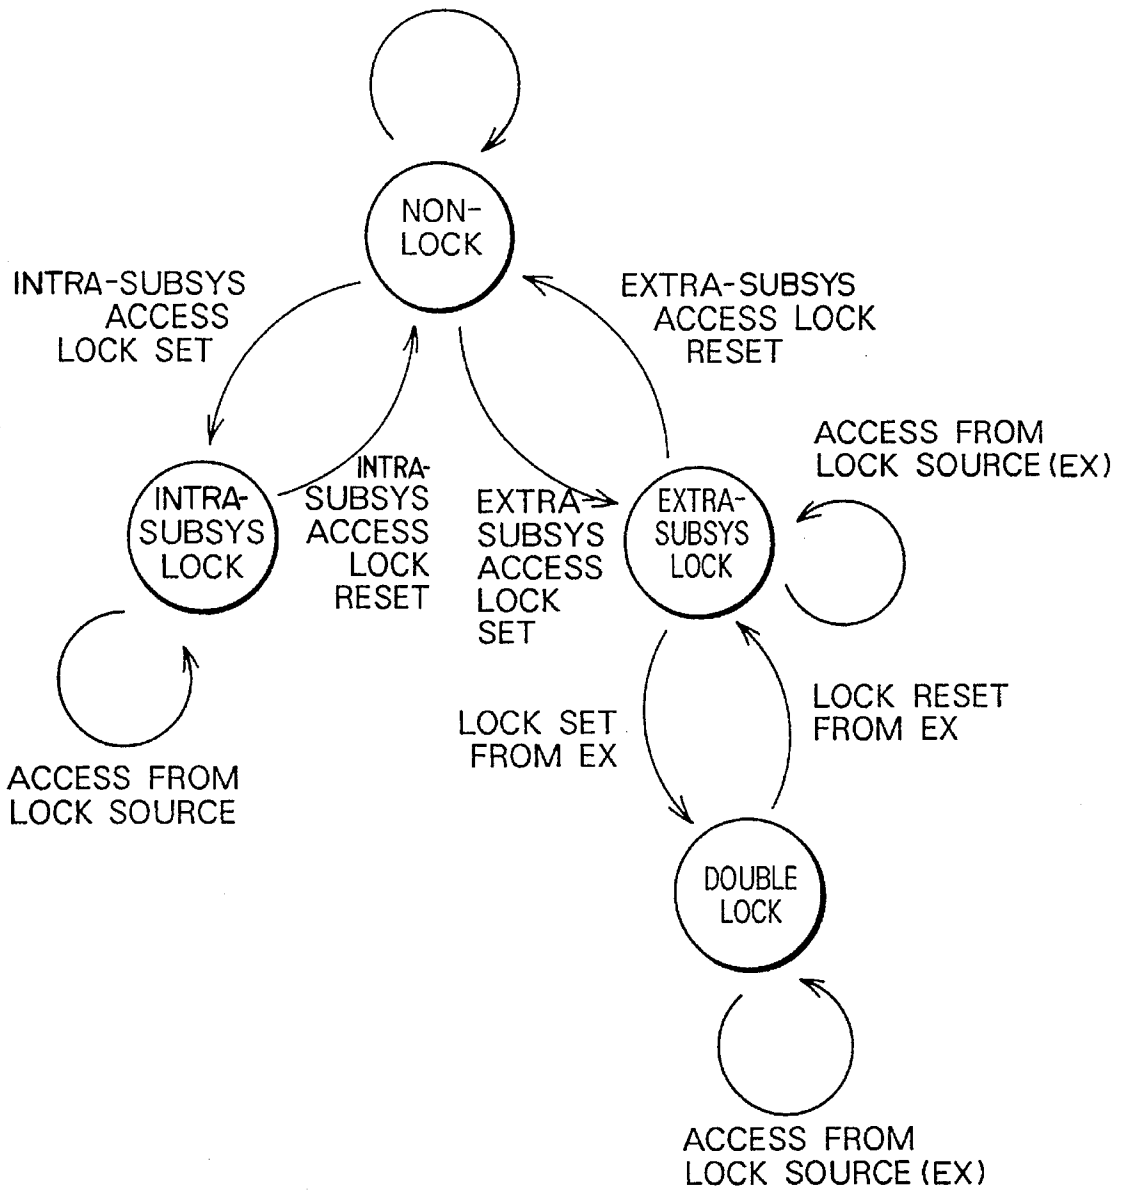 NON-
LOCK
INTRA-SUBSYS
ACCESS
LOCK SET
EXTRA-SUBSYS
ACCESS LOCK
RESET
INTRA-
SUBSYS
LOCK
INTRA-
SUBSYS
ACCESS
LOCK
RESET
EXTRA-
SUBSYS
ACCESS
LOCK
SET
EXTRA-
SUBSYS
LOCK
ACCESS FROM
LOCK SOURCE (EX)
ACCESS FROM
LOCK SOURCE
LOCK SET
FROM EX
LOCK RESET
FROM EX
DOUBLE
LOCK
ACCESS FROM
LOCK SOURCE (EX)